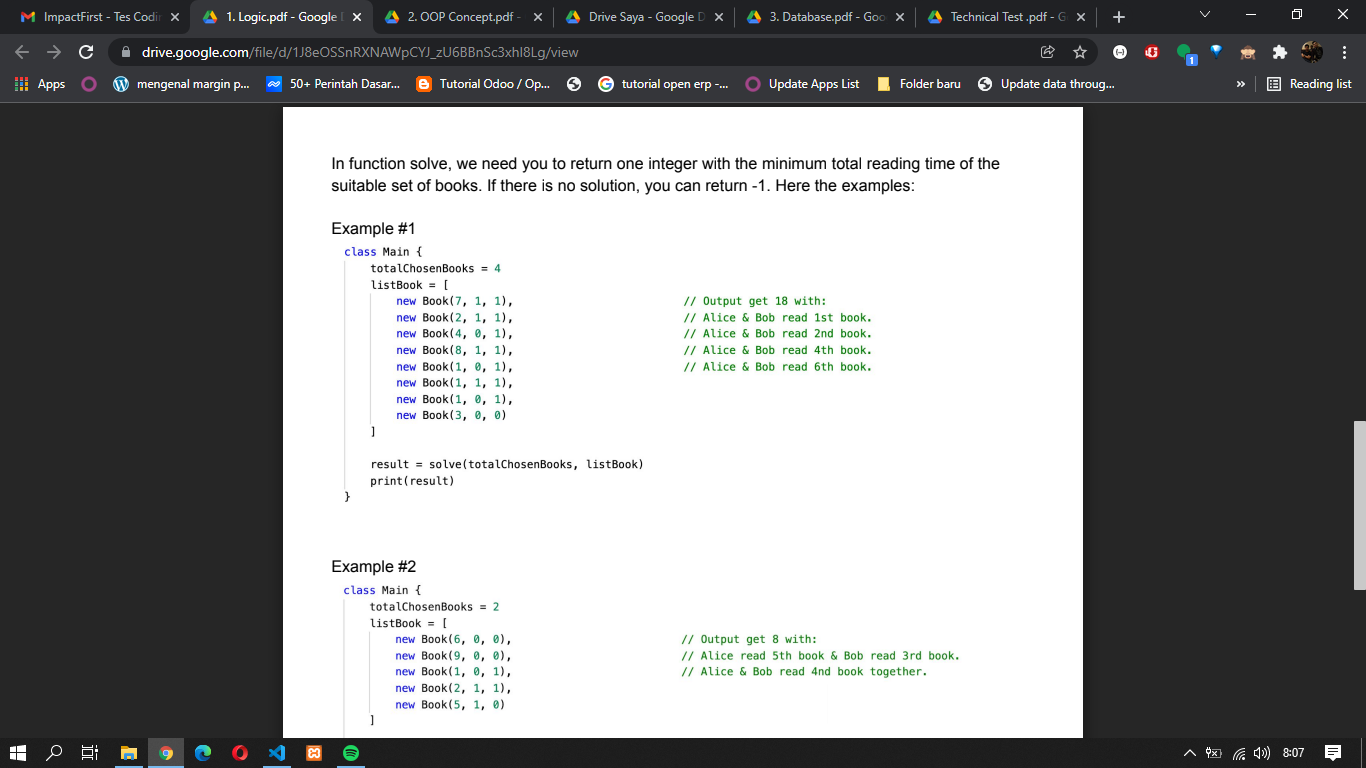 ImpactFirst - Tes Codin
1. Logic.pdf - Google D
2. OOP Concept.pdf -
Drive Saya - Google D
3. Database.pdf - Goo
Technical Test .pdf - G
drive.google.com/file/d/1J8eOSSnRXNAWpCYJ_zU6BBnSc3xhI8Lg/view
1
Apps
mengenal margin p...
50+ Perintah Dasar...
Tutorial Odoo / Op...
tutorial open erp -...
Update Apps List
Folder baru
Update data throug...
»
Reading list
In function solve, we need you to return one integer with the minimum total reading time of the
suitable set of books. If there is no solution, you can return -1. Here the examples:
Example #1
class Main {
totalChosenBooks = 4
listBook = [
new Book(7, 1, 1), // Output get 18 with:
new Book(2, 1, 1), // Alice & Bob read 1st book.
new Book(4, 0, 1), // Alice & Bob read 2nd book.
new Book(8, 1, 1), // Alice & Bob read 4th book.
new Book(1, 0, 1), // Alice & Bob read 6th book.
new Book(1, 1, 1),
new Book(1, 0, 1),
new Book(3, 0, 0)
]
result = solve(totalChosenBooks, listBook)
print(result)
}
Example #2
class Main {
totalChosenBooks = 2
listBook = [
new Book(6, 0, 0), // Output get 8 with:
new Book(9, 0, 0), // Alice read 5th book & Bob read 3rd book.
new Book(1, 0, 1), // Alice & Bob read 4nd book together.
new Book(2, 1, 1),
new Book(5, 1, 0)
]
8:07